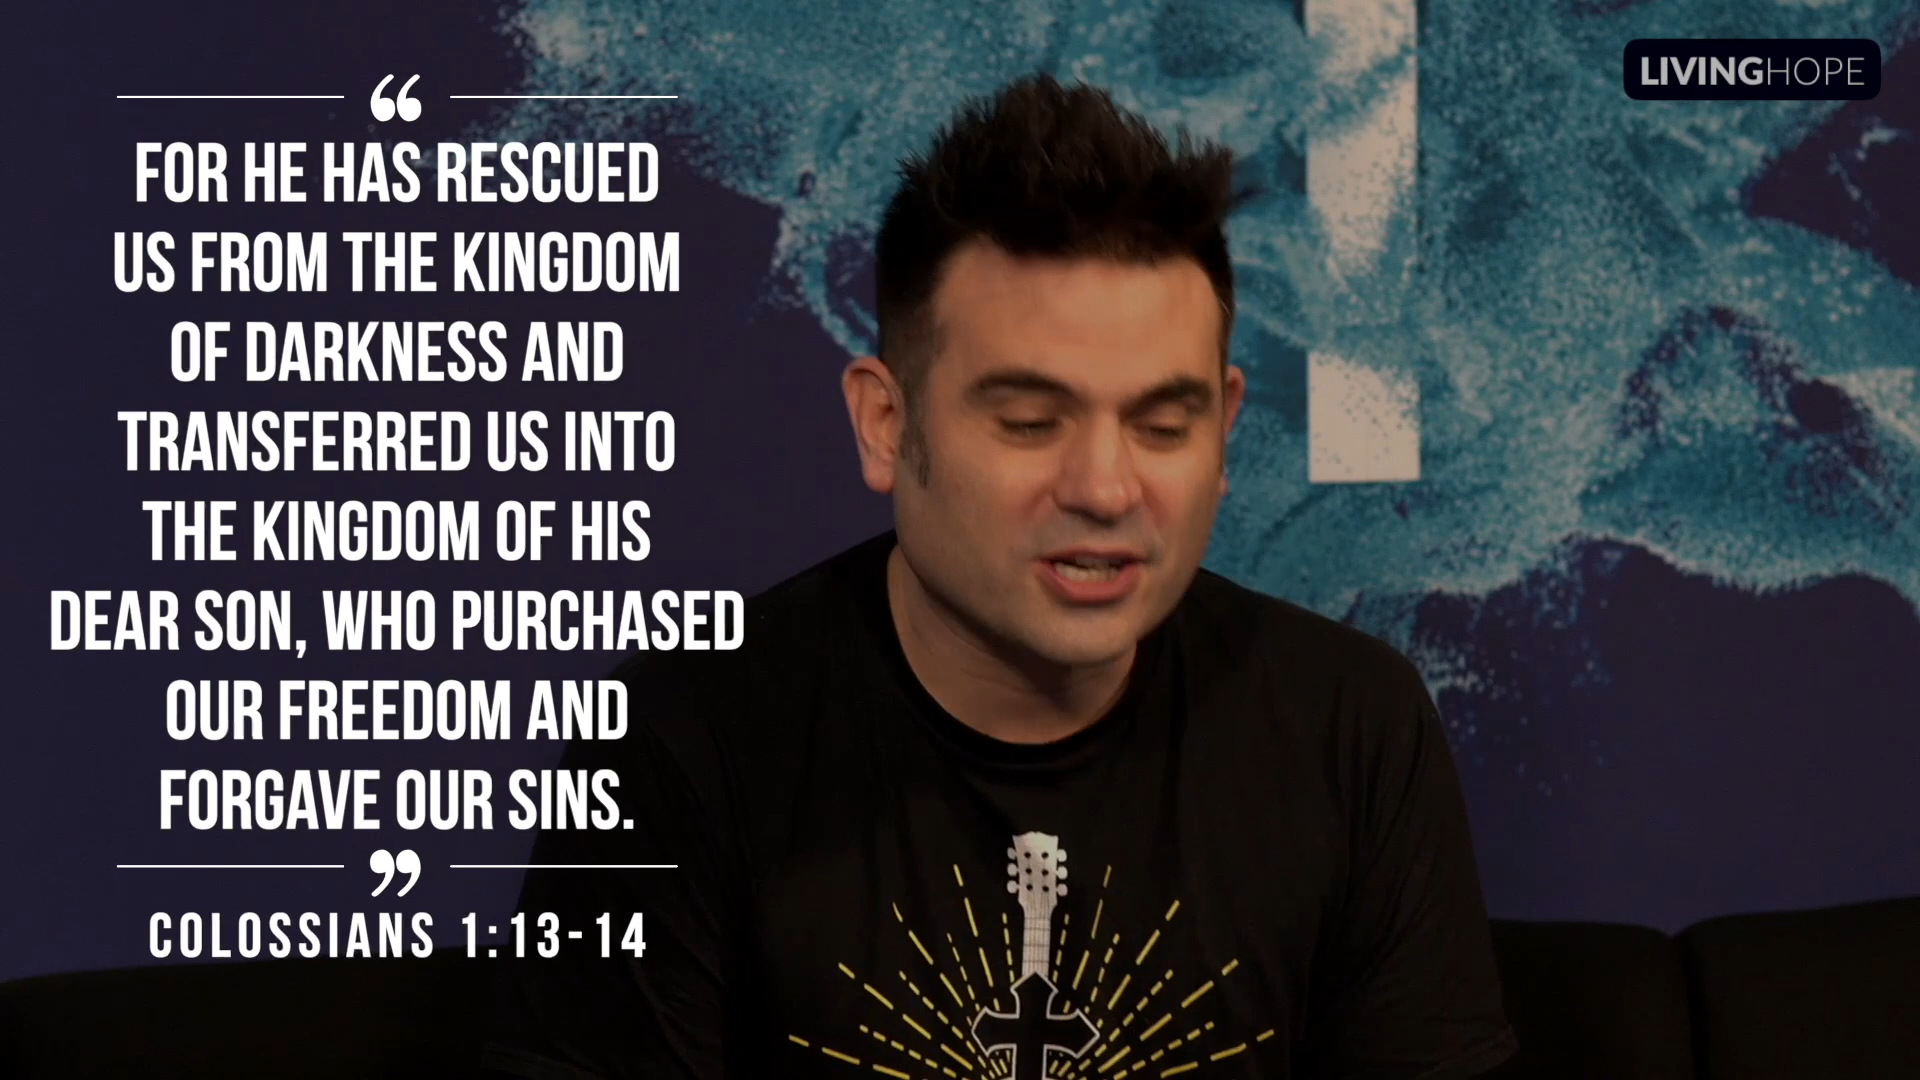 LIVINGHOPE
“
FOR HE HAS RESCUED
US FROM THE KINGDOM
OF DARKNESS AND
TRANSFERRED US INTO
THE KINGDOM OF HIS
DEAR SON, WHO PURCHASED
OUR FREEDOM AND
FORGAVE OUR SINS.
”
COLOSSIANS 1:13-14